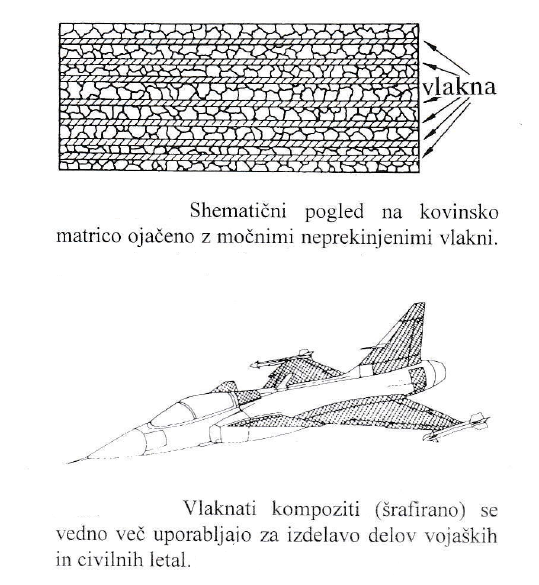 vlakna
Shematični pogled na kovinsko
matrico ojačeno z močnimi neprekinjenimi vlakni.
Vlaknati kompoziti (šrafirano) se
vedno več uporabljajo za izdelavo delov vojaških
in civilnih letal.